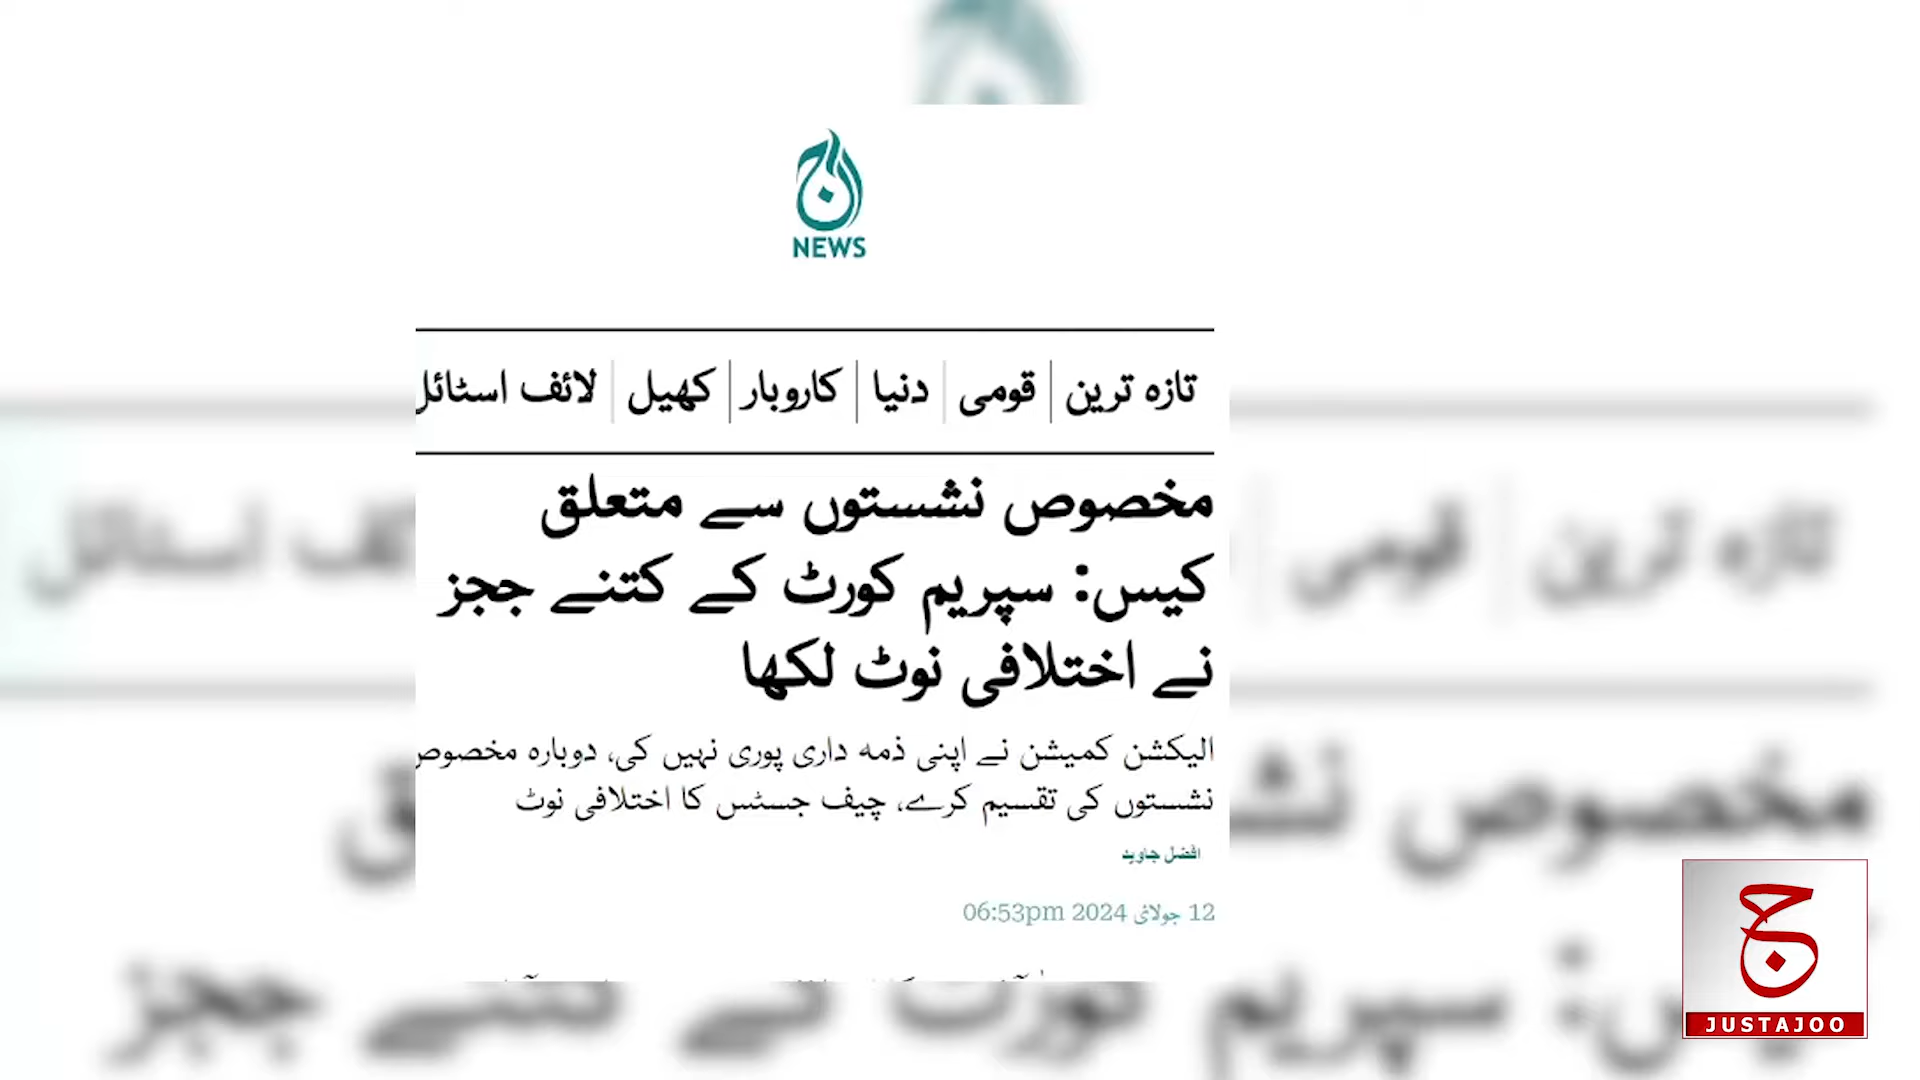 آج
NEWS
تازہ ترین | قومی | دنیا | کاروبار | کھیل | لائف اسٹائل
مخصوص نشستوں سے متعلق
کیس: سپریم کورٹ کے کتنے ججز
نے اختلافی نوٹ لکھا
الیکشن کمیشن نے اپنی ذمہ داری پوری نہیں کی، دوبارہ مخصوص
نشستوں کی تقسیم کرے، چیف جسٹس کا اختلافی نوٹ
افضل جاوید
12 جولائ 2024 06:53pm
ج
JUSTAJOO